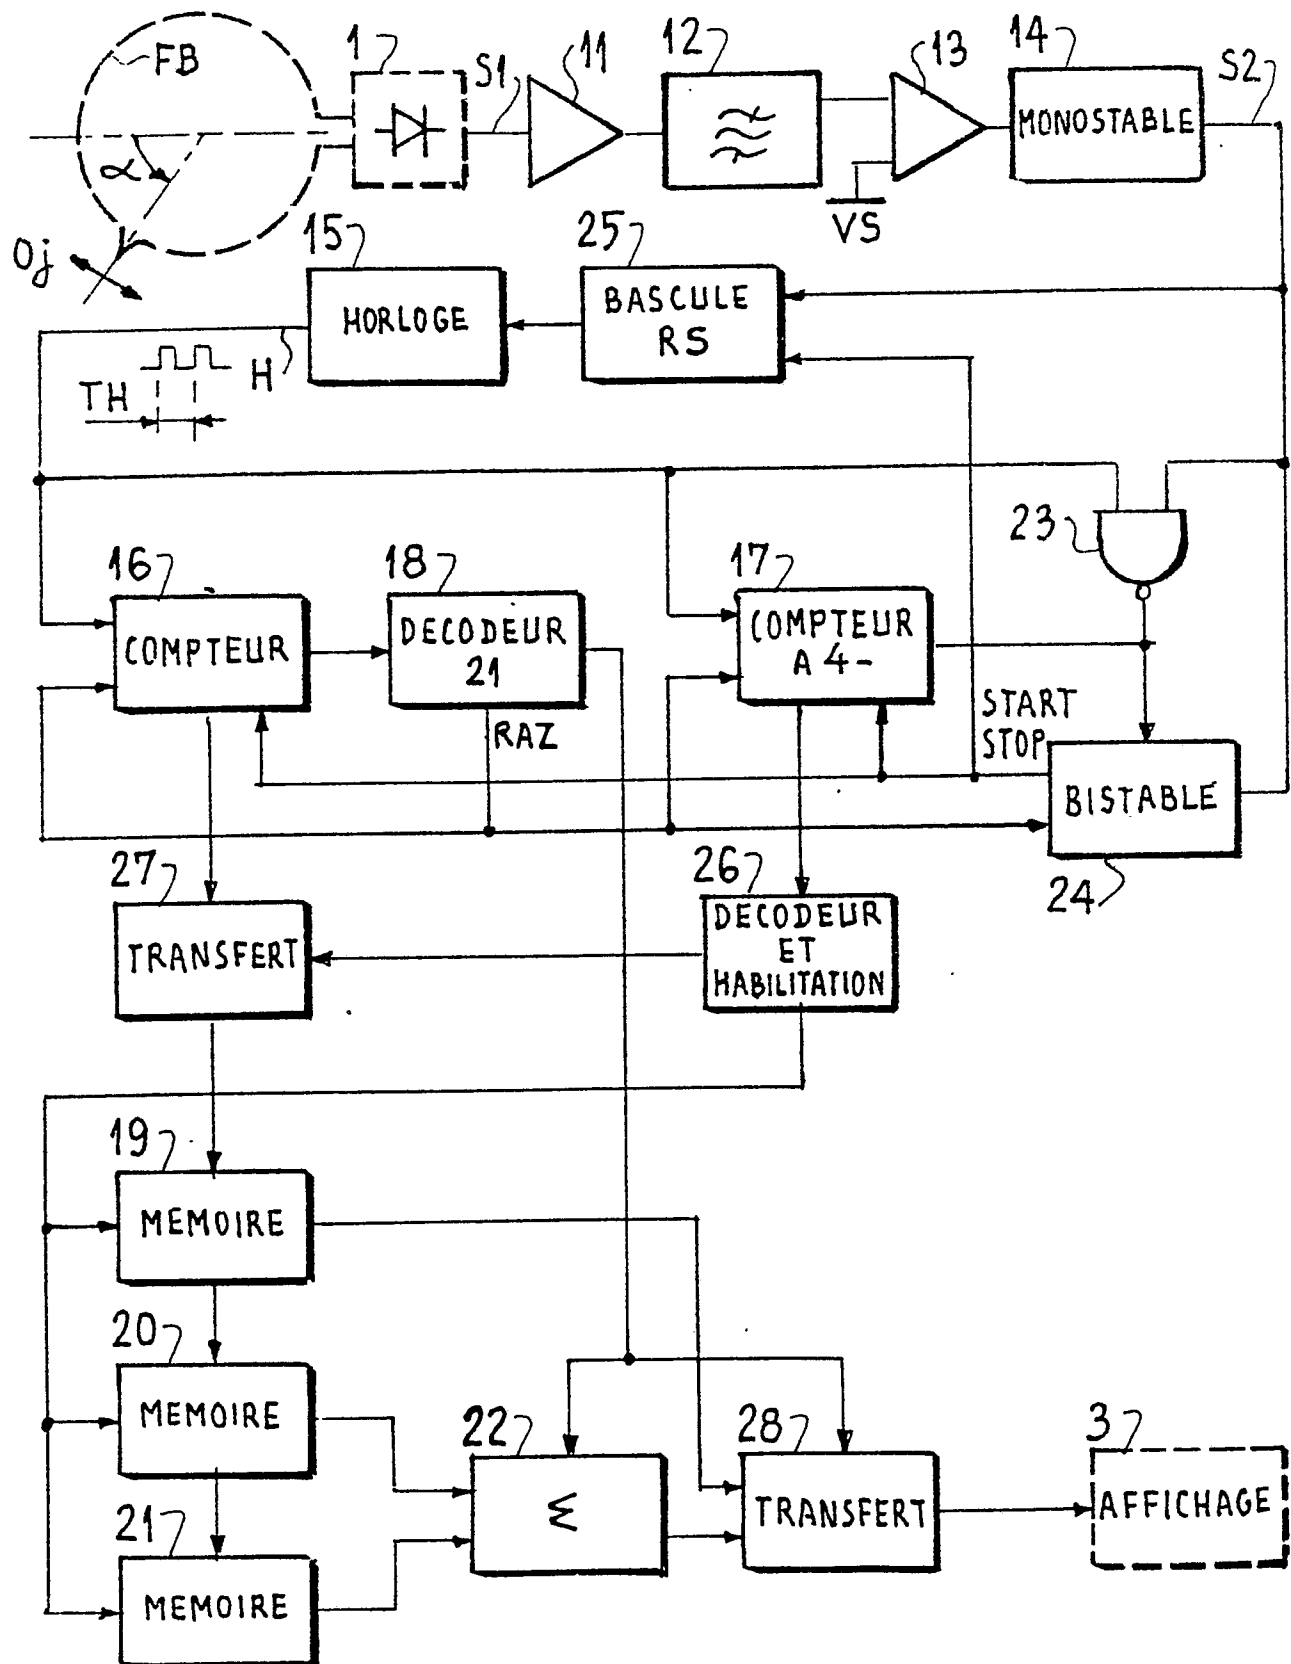 FB
1
S1
11
12
13
14
MONOSTABLE
S2
α
VS
Oj
15
HORLOGE
25
BASCULE
RS
TH
H
23
16
COMPTEUR
18
DECODEUR
21
17
COMPTEUR
A 4-
RAZ
START
STOP
BISTABLE
24
27
TRANSFERT
26
DECODEUR
ET
HABILITATION
19
MEMOIRE
20
MEMOIRE
22
Σ
28
TRANSFERT
3
AFFICHAGE
21
MEMOIRE